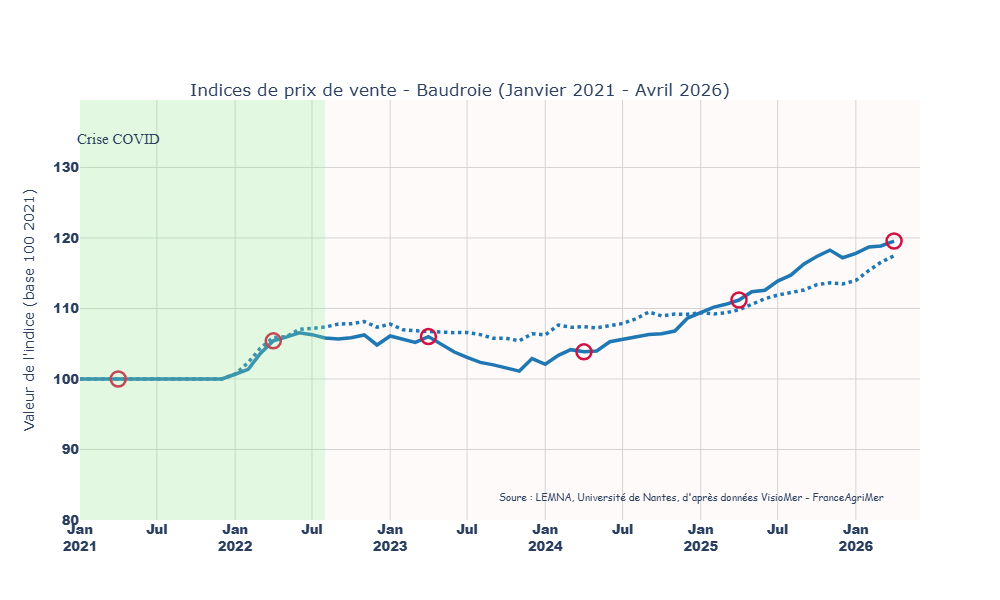 Indices de prix de vente - Baudroie (Janvier 2021 - Avril 2026)
Crise COVID
Valeur de l'indice (base 100 2021)
130
120
110
100
90
80
Soure : LEMNA, Université de Nantes, d'après données VisioMer - FranceAgriMer
Jan Jul Jan Jul Jan Jul Jan Jul Jan Jul Jan
2021 2022 2023 2024 2025 2026